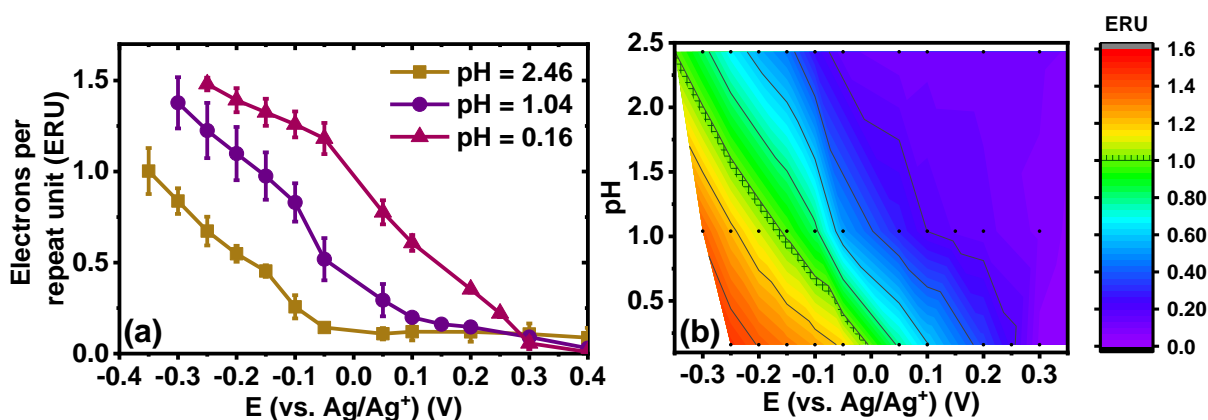 Electrons per
repeat unit (ERU)
1.5
1.0
0.5
0.0
pH = 2.46
pH = 1.04
pH = 0.16
(a)
-0.4 -0.3 -0.2 -0.1 0.0 0.1 0.2 0.3 0.4
E (vs. Ag/Ag⁺) (V)
pH
2.5
2.0
1.5
1.0
0.5
(b)
-0.3 -0.2 -0.1 0.0 0.1 0.2 0.3
E (vs. Ag/Ag⁺) (V)
ERU
1.6
1.4
1.2
1.0
0.80
0.60
0.40
0.20
0.0